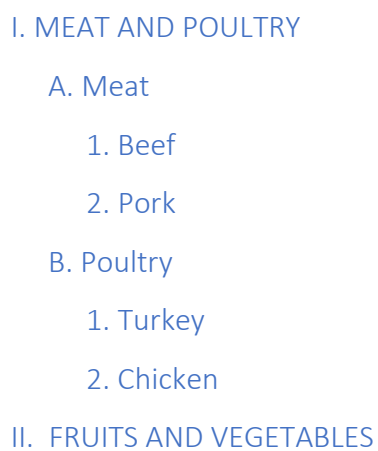 I. MEAT AND POULTRY
A. Meat
1. Beef
2. Pork
B. Poultry
1. Turkey
2. Chicken
II. FRUITS AND VEGETABLES